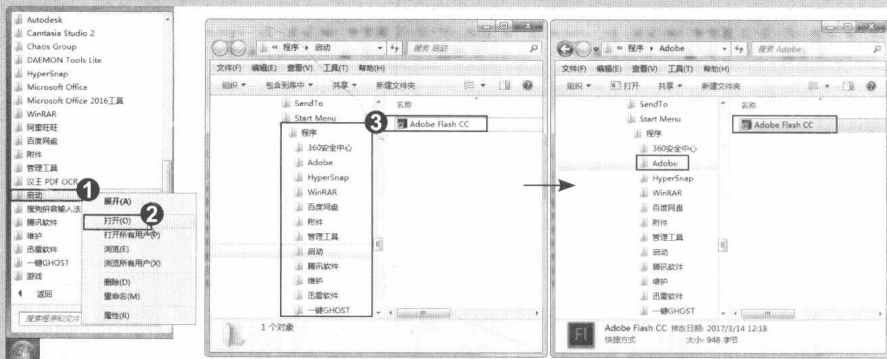 Autodesk
Camtasia Studio 2
Chaos Group
DAEMON Tools Lite
HyperSnap
Microsoft Office
Microsoft Office 2016工具
WinRAR
阿里旺旺
百度网盘
附件
管理工具
汉王 PDF OCR
启动
搜狗拼音输入法
腾讯软件
维护
迅雷软件
一键GHOST
游戏
返回
搜索程序和文件
1
展开(A)
2
打开(O)
打开所有用户(P)
浏览(E)
浏览所有用户(X)
删除(D)
重命名(M)
属性(R)
« 程序 ▸ 启动
搜索 启动
文件(F) 编辑(E) 查看(V) 工具(T) 帮助(H)
组织 包含到库中 共享 新建文件夹
SendTo
Start Menu
程序
360安全中心
Adobe
HyperSnap
WinRAR
百度网盘
附件
管理工具
启动
腾讯软件
维护
迅雷软件
一键GHOST
名称
3
Adobe Flash CC
1 个对象
« 程序 ▸ Adobe
搜索 Adobe
文件(F) 编辑(E) 查看(V) 工具(T) 帮助(H)
组织 打开 共享 新建文件夹
SendTo
Start Menu
程序
360安全中心
Adobe
HyperSnap
WinRAR
百度网盘
附件
管理工具
启动
腾讯软件
维护
迅雷软件
一键GHOST
名称
Adobe Flash CC
Adobe Flash CC 修改日期: 2017/3/14 12:18
快捷方式 大小: 948 字节